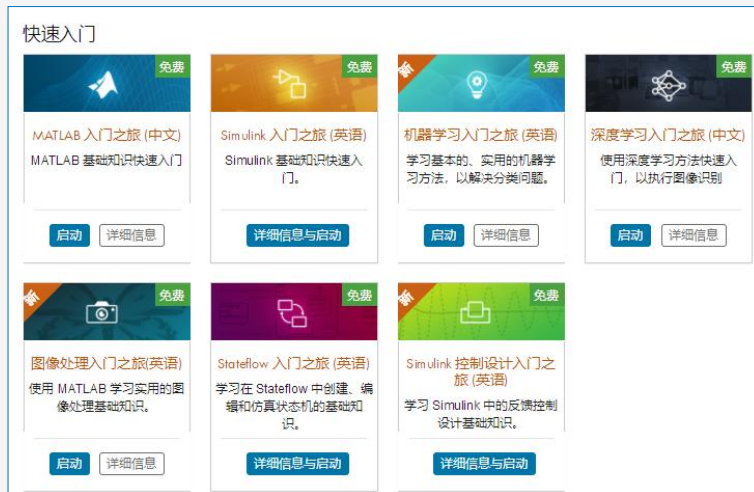 快速入门
免费
MATLAB 入门之旅 (中文)
MATLAB 基础知识快速入门
启动
详细信息
免费
Simulink 入门之旅 (英语)
Simulink 基础知识快速入
门。
详细信息与启动
新
免费
机器学习入门之旅 (英语)
学习基本的、实用的机器学
习方法，以解决分类问题。
启动
详细信息
免费
深度学习入门之旅 (中文)
使用深度学习方法快速入
门，以执行图像识别
启动
详细信息
新
免费
图像处理入门之旅(英语)
使用 MATLAB 学习实用的图
像处理基础知识。
启动
详细信息
免费
Stateflow 入门之旅 (英语)
学习在 Stateflow 中创建、编
辑和仿真状态机的基础知
识。
详细信息与启动
新
免费
Simulink 控制设计入门之
旅 (英语)
学习 Simulink 中的反馈控制
设计基础知识。
详细信息与启动